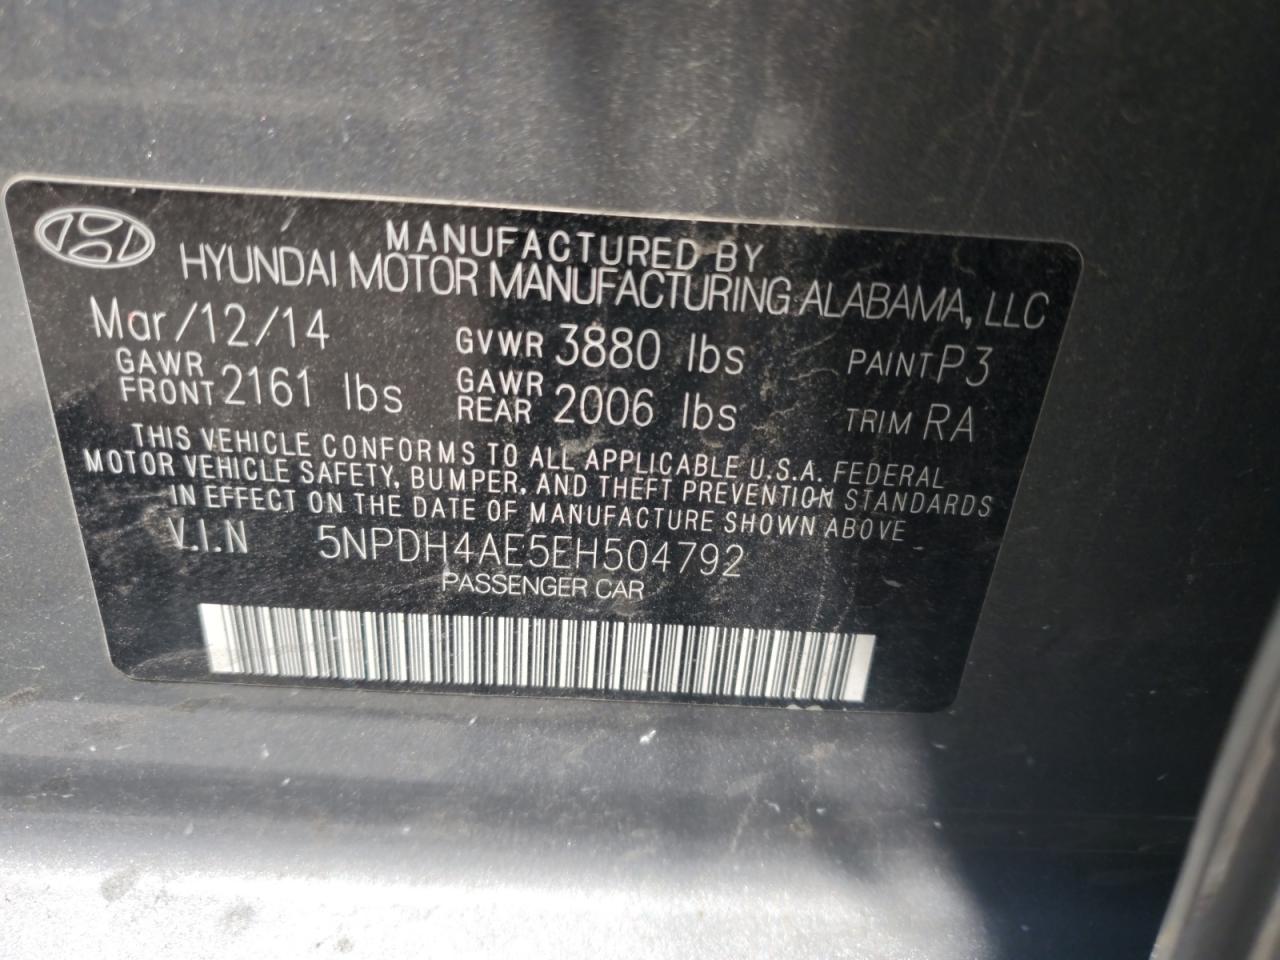 MANUFACTURED BY
HYUNDAI MOTOR MANUFACTURING ALABAMA, LLC
Mar/12/14 GVWR 3880 lbs PAINT P3
GAWR FRONT 2161 lbs GAWR REAR 2006 lbs TRIM RA
THIS VEHICLE CONFORMS TO ALL APPLICABLE U.S.A. FEDERAL
MOTOR VEHICLE SAFETY, BUMPER, AND THEFT PREVENTION STANDARDS
IN EFFECT ON THE DATE OF MANUFACTURE SHOWN ABOVE
V.I.N 5NPDH4AE5EH504792
PASSENGER CAR